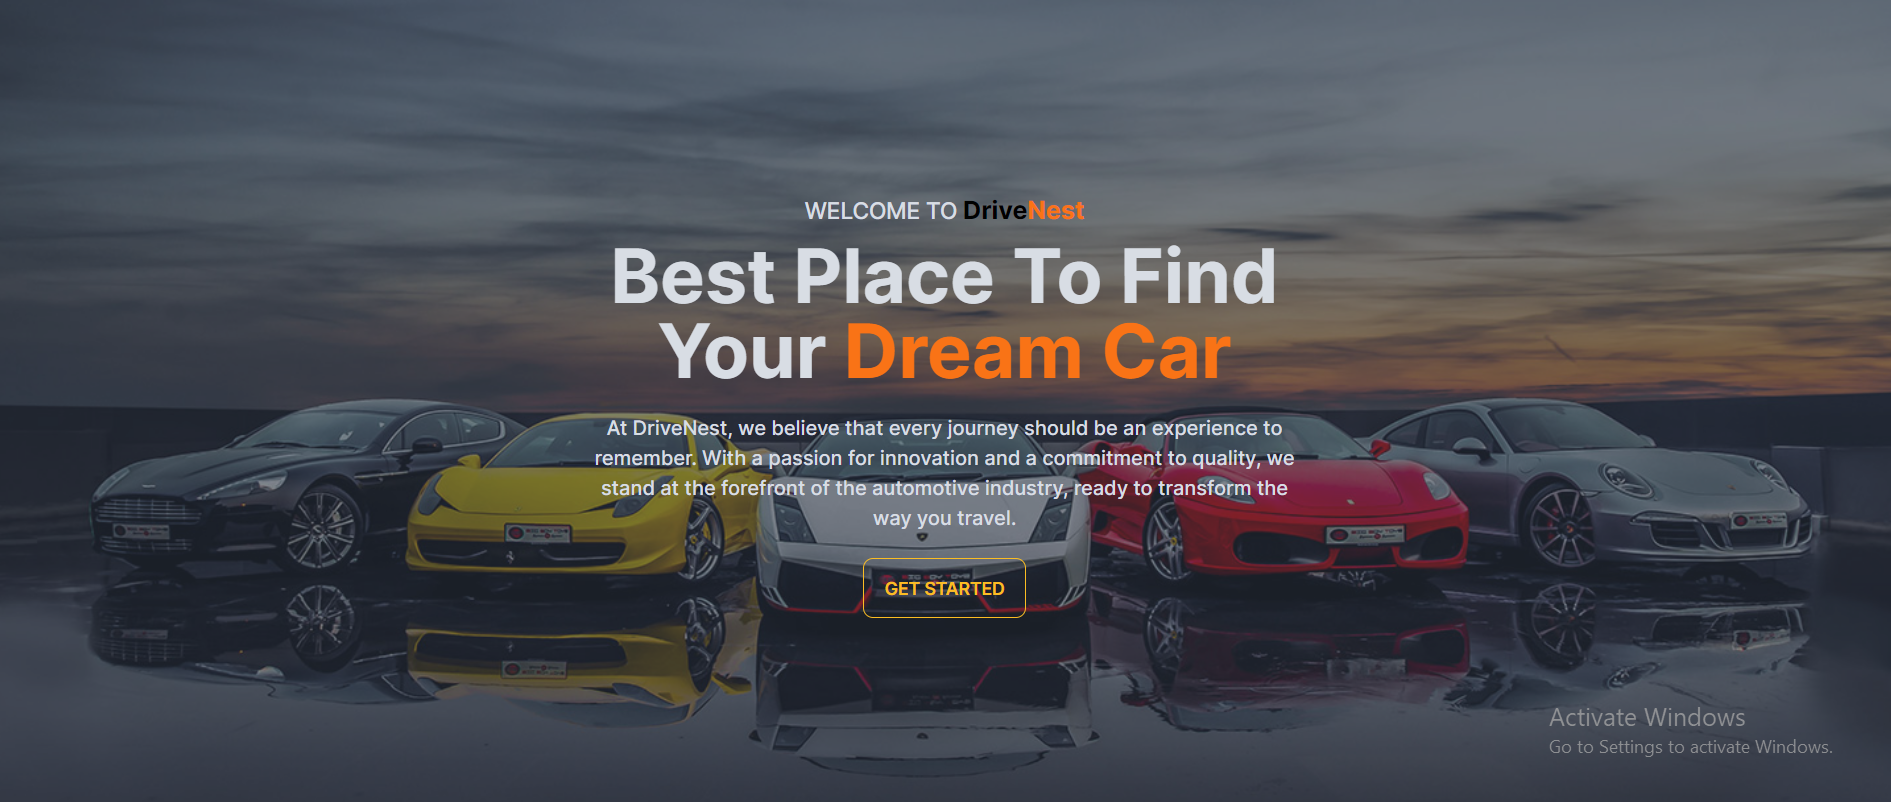 WELCOME TO DriveNest
Best Place To Find
Your Dream Car
At DriveNest, we believe that every journey should be an experience to
remember. With a passion for innovation and a commitment to quality, we
stand at the forefront of the automotive industry, ready to transform the
way you travel.
GET STARTED
Activate Windows
Go to Settings to activate Windows.